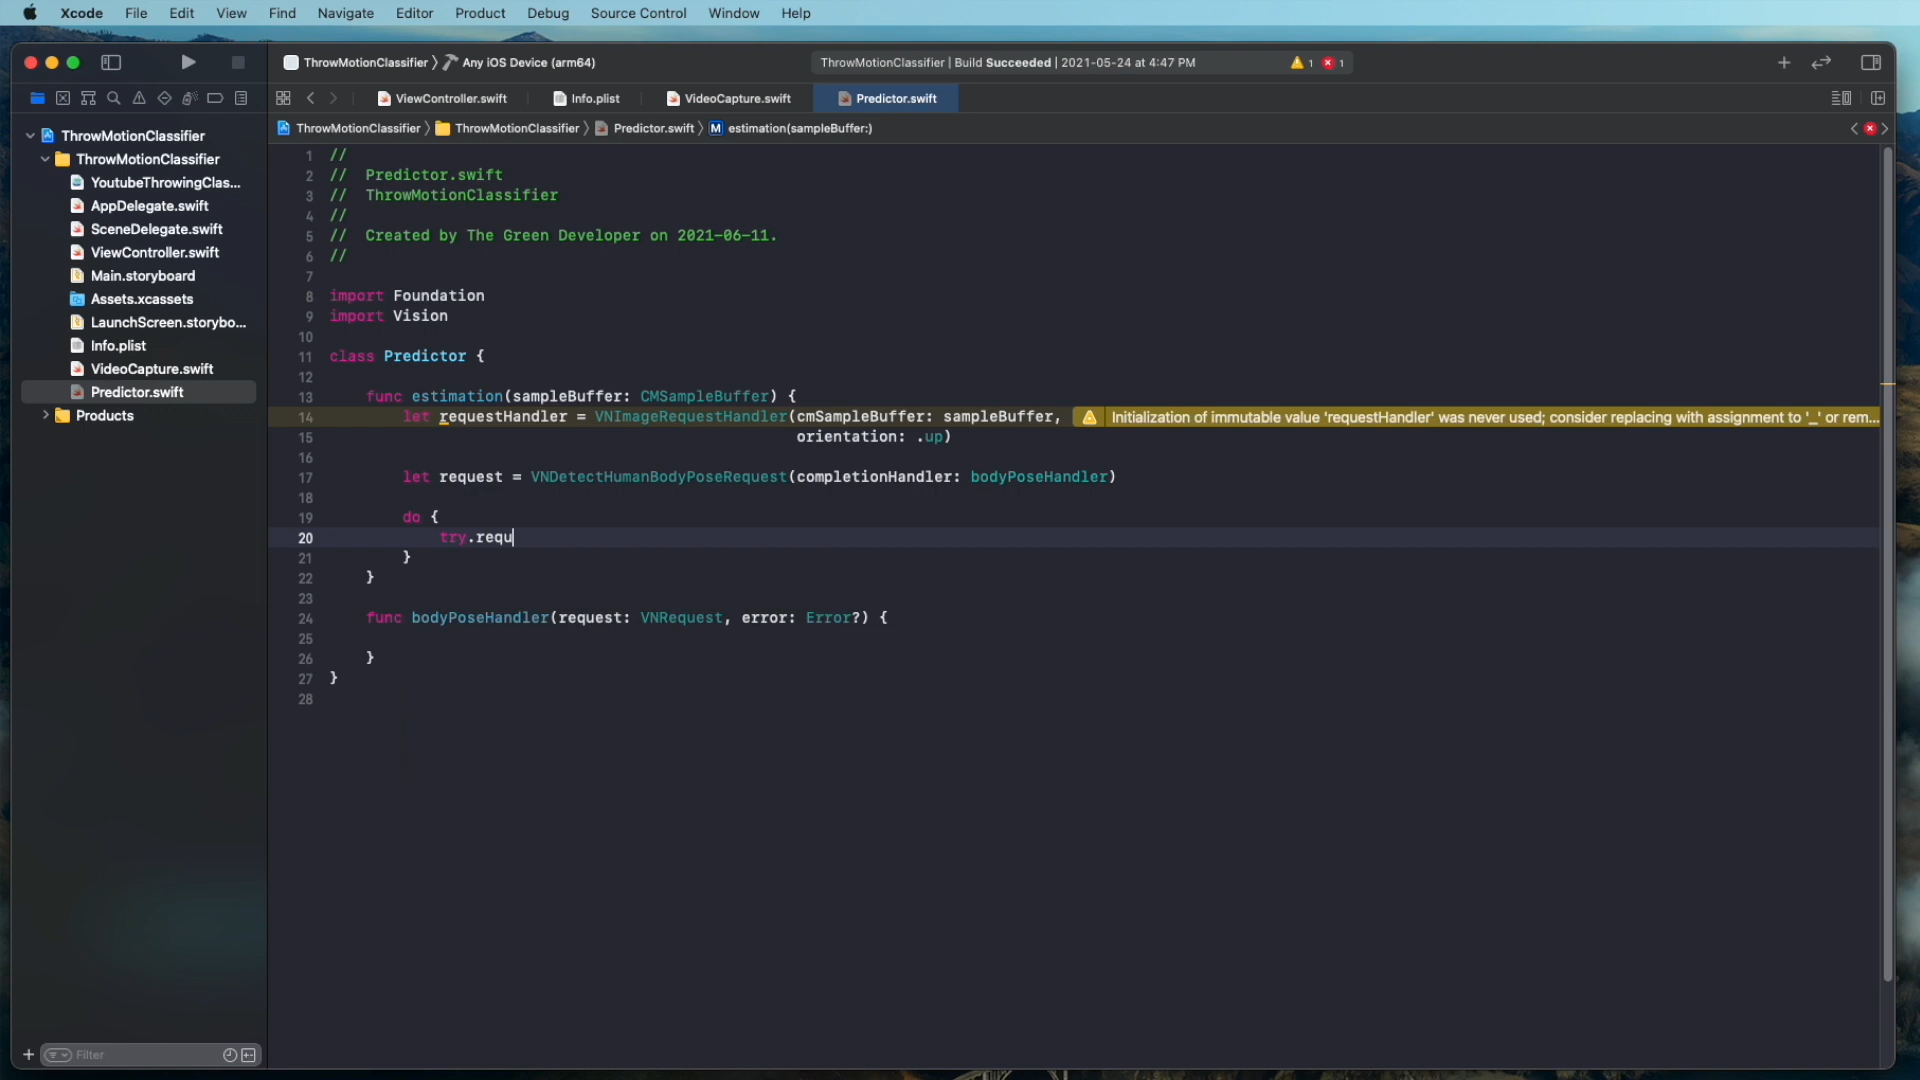 Xcode File Edit View Find Navigate Editor Product Debug Source Control Window Help
ThrowMotionClassifier 〉 Any iOS Device (arm64)
ThrowMotionClassifier | Build Succeeded | 2021-05-24 at 4:47 PM 1 1
ViewController.swift Info.plist VideoCapture.swift Predictor.swift
ThrowMotionClassifier 〉 ThrowMotionClassifier 〉 Predictor.swift 〉 M estimation(sampleBuffer:)
ThrowMotionClassifier
ThrowMotionClassifier
YoutubeThrowingClas...
AppDelegate.swift
SceneDelegate.swift
ViewController.swift
Main.storyboard
Assets.xcassets
LaunchScreen.storybo...
Info.plist
VideoCapture.swift
Predictor.swift
Products
Filter
1 //
2 //  Predictor.swift
3 //  ThrowMotionClassifier
4 //
5 //  Created by The Green Developer on 2021-06-11.
6 //
7
8 import Foundation
9 import Vision
10
11 class Predictor {
12
13     func estimation(sampleBuffer: CMSampleBuffer) {
14         let requestHandler = VNImageRequestHandler(cmSampleBuffer: sampleBuffer, Initialization of immutable value 'requestHandler' was never used; consider replacing with assignment to '_' or rem...
15                                                    orientation: .up)
16
17         let request = VNDetectHumanBodyPoseRequest(completionHandler: bodyPoseHandler)
18
19         do {
20             try.requ
21         }
22     }
23
24     func bodyPoseHandler(request: VNRequest, error: Error?) {
25
26     }
27 }
28